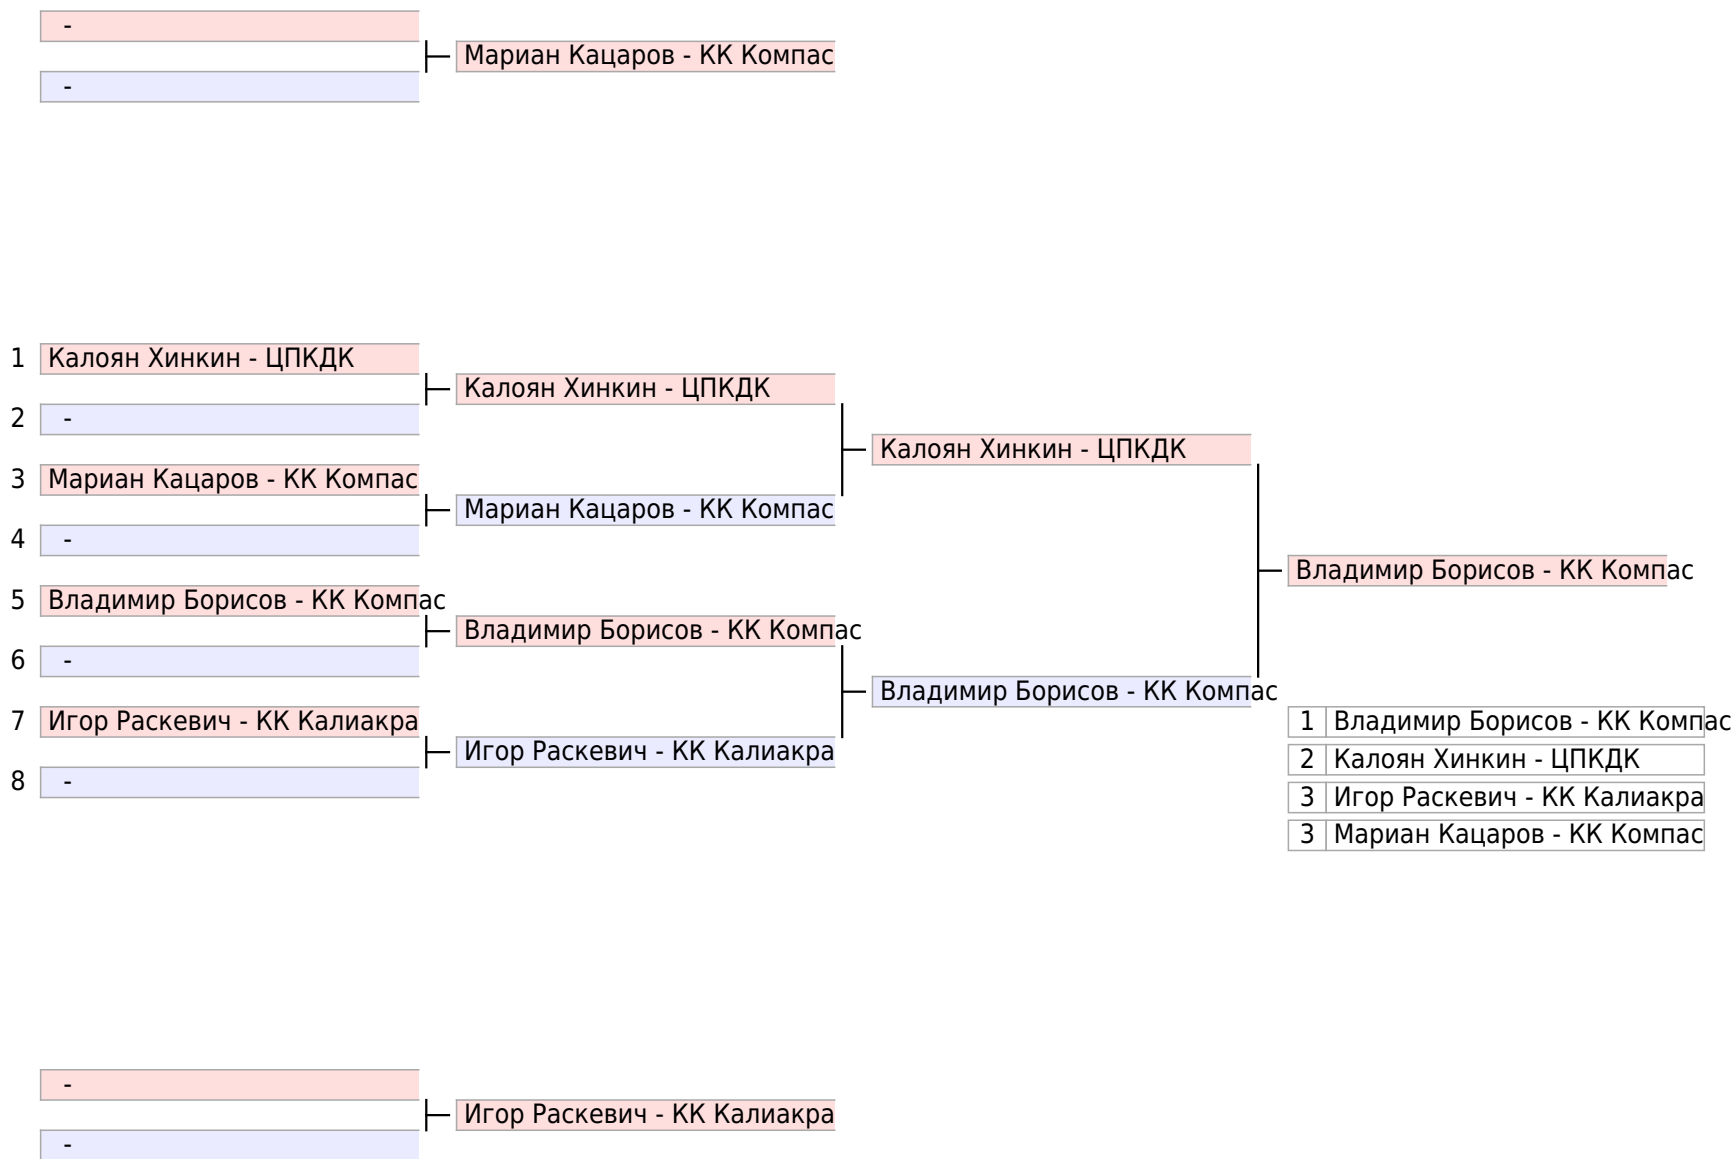 -
Мариан Кацаров - КК Компас
-
1 Калоян Хинкин - ЦПКДК
Калоян Хинкин - ЦПКДК
2 -
Калоян Хинкин - ЦПКДК
3 Мариан Кацаров - КК Компас
Мариан Кацаров - КК Компас
4 -
Владимир Борисов - КК Компас
5 Владимир Борисов - КК Компас
Владимир Борисов - КК Компас
6 -
Владимир Борисов - КК Компас
7 Игор Раскевич - КК Калиакра
1 Владимир Борисов - КК Компас
Игор Раскевич - КК Калиакра
2 Калоян Хинкин - ЦПКДК
8 -
3 Игор Раскевич - КК Калиакра
3 Мариан Кацаров - КК Компас
-
Игор Раскевич - КК Калиакра
-